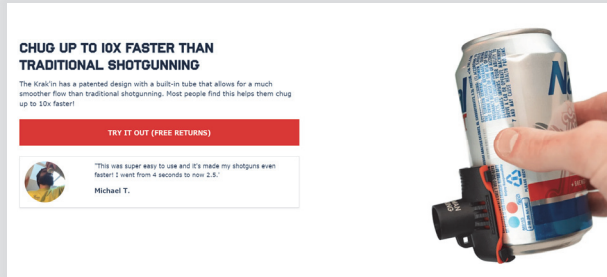 CHUG UP TO 10X FASTER THAN
TRADITIONAL SHOTGUNNING
The Krak'in has a patented design with a built-in tube that allows for a much
smoother flow than traditional shotgunning. Most people find this helps them chug
up to 10x faster!
TRY IT OUT (FREE RETURNS)
"This was super easy to use and it's made my shotguns even
faster! I went from 4 seconds to now 2.5.'
Michael T.
Na